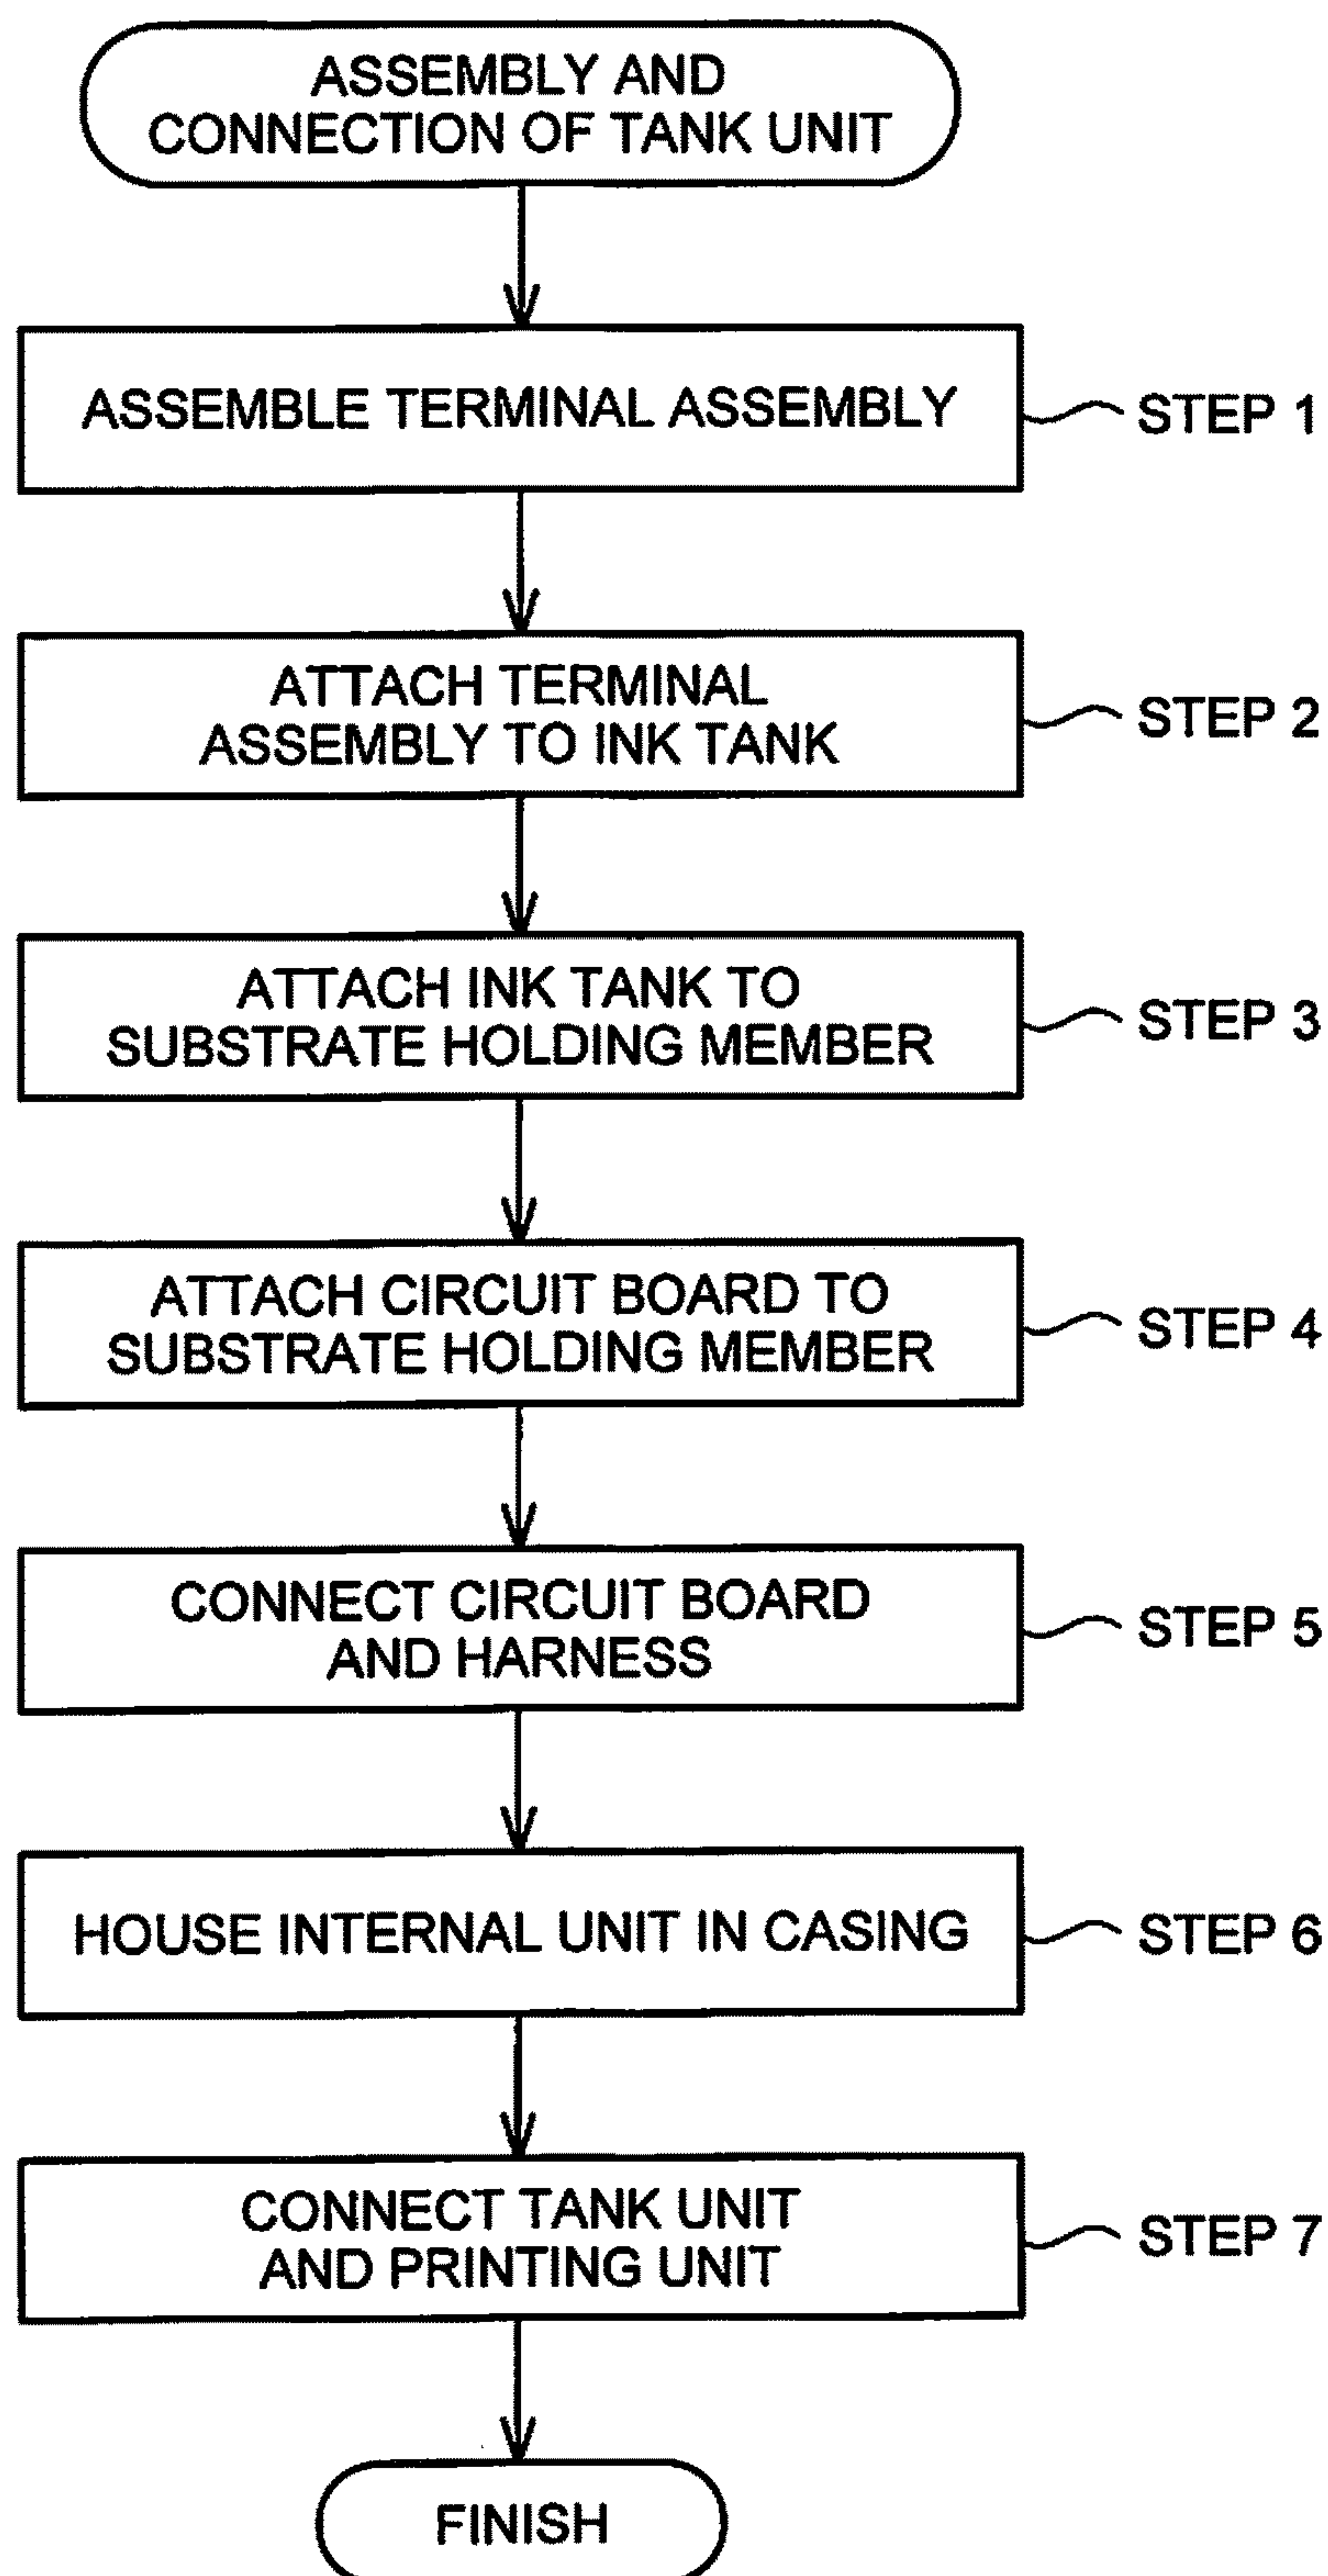 ASSEMBLY AND
CONNECTION OF TANK UNIT
ASSEMBLE TERMINAL ASSEMBLY
STEP 1
ATTACH TERMINAL
ASSEMBLY TO INK TANK
STEP 2
ATTACH INK TANK TO
SUBSTRATE HOLDING MEMBER
STEP 3
ATTACH CIRCUIT BOARD TO
SUBSTRATE HOLDING MEMBER
STEP 4
CONNECT CIRCUIT BOARD
AND HARNESS
STEP 5
HOUSE INTERNAL UNIT IN CASING
STEP 6
CONNECT TANK UNIT
AND PRINTING UNIT
STEP 7
FINISH